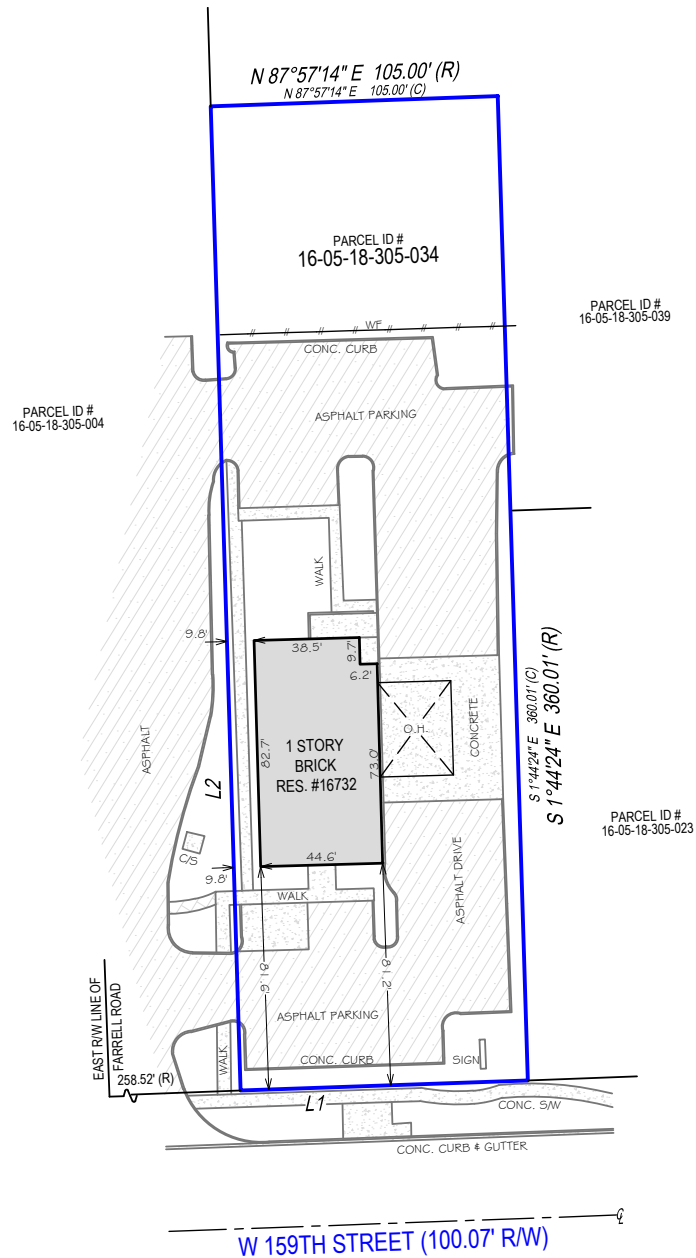 N 87°57'14" E 105.00' (R)
N 87°57'14" E 105.00' (C)
PARCEL ID #
16-05-18-305-034
PARCEL ID #
16-05-18-305-039
WF
CONC. CURB
PARCEL ID #
16-05-18-305-004
ASPHALT PARKING
WALK
9.8'
38.5'
9.7'
6.2'
O.H.
CONCRETE
S 1°44'24" E 360.01' (C)
S 1°44'24" E 360.01' (R)
ASPHALT
82.7'
1 STORY
BRICK
RES. #16732
73.0'
L2
PARCEL ID #
16-05-18-305-023
C/S
44.6'
9.8'
WALK
ASPHALT DRIVE
81.6'
81.2'
EAST R/W LINE OF
FARRELL ROAD
ASPHALT PARKING
WALK
CONC. CURB
SIGN
258.52' (R)
L1
CONC. S/W
CONC. CURB & GUTTER
W 159TH STREET (100.07' R/W)